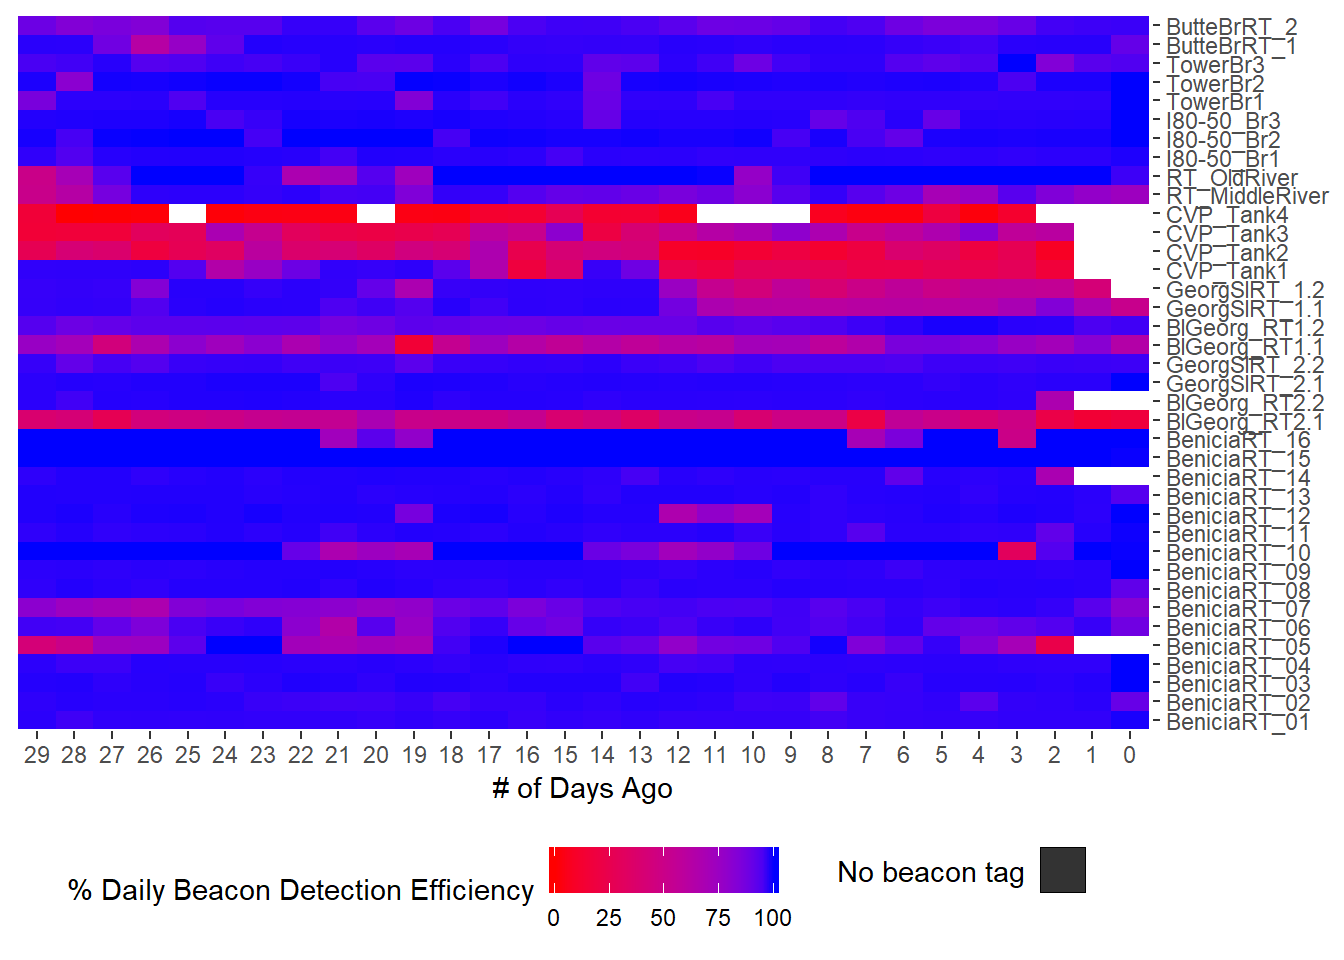 ButteBrRT_2
ButteBrRT_1
TowerBr3
TowerBr2
TowerBr1
I80-50_Br3
I80-50_Br2
I80-50_Br1
RT_OldRiver
RT_MiddleRiver
CVP_Tank4
CVP_Tank3
CVP_Tank2
CVP_Tank1
GeorgSlRT_1.2
GeorgSlRT_1.1
BlGeorg_RT1.2
BlGeorg_RT1.1
GeorgSlRT_2.2
GeorgSlRT_2.1
BlGeorg_RT2.2
BlGeorg_RT2.1
BeniciaRT_16
BeniciaRT_15
BeniciaRT_14
BeniciaRT_13
BeniciaRT_12
BeniciaRT_11
BeniciaRT_10
BeniciaRT_09
BeniciaRT_08
BeniciaRT_07
BeniciaRT_06
BeniciaRT_05
BeniciaRT_04
BeniciaRT_03
BeniciaRT_02
BeniciaRT_01
29 28 27 26 25 24 23 22 21 20 19 18 17 16 15 14 13 12 11 10 9 8 7 6 5 4 3 2 1 0
# of Days Ago
% Daily Beacon Detection Efficiency
0 25 50 75 100
No beacon tag